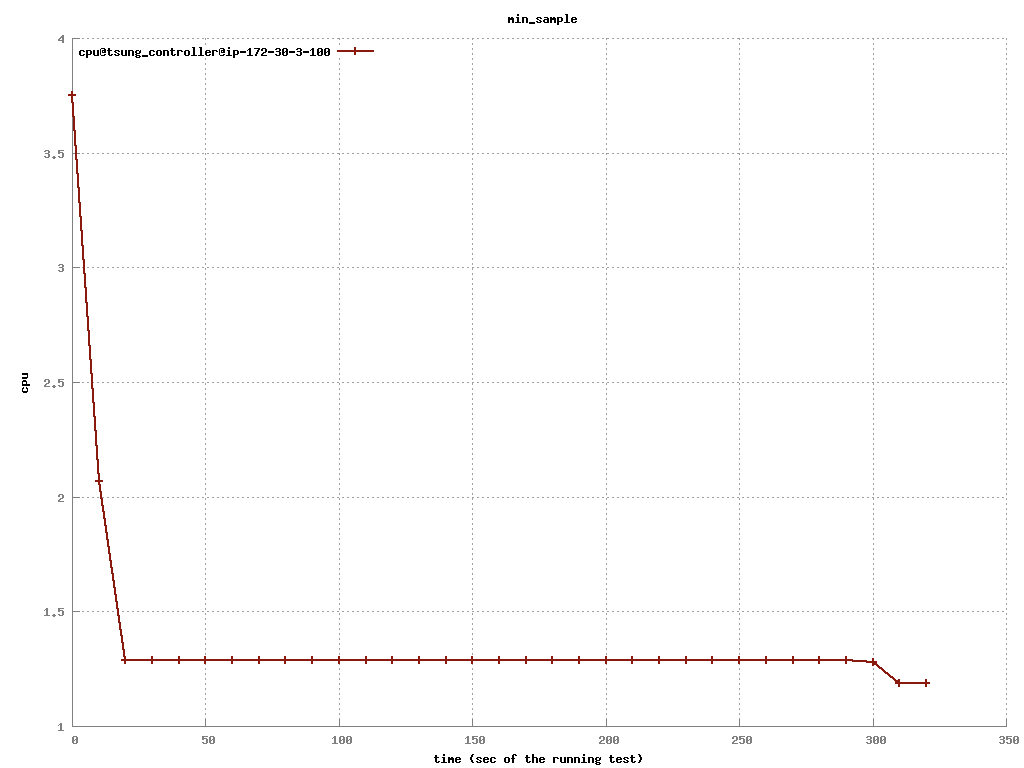 min_sample
cpu@tsung_controller@ip-172-30-3-100
4
3.5
3
2.5
2
1.5
1
cpu
0 50 100 150 200 250 300 350
time (sec of the running test)